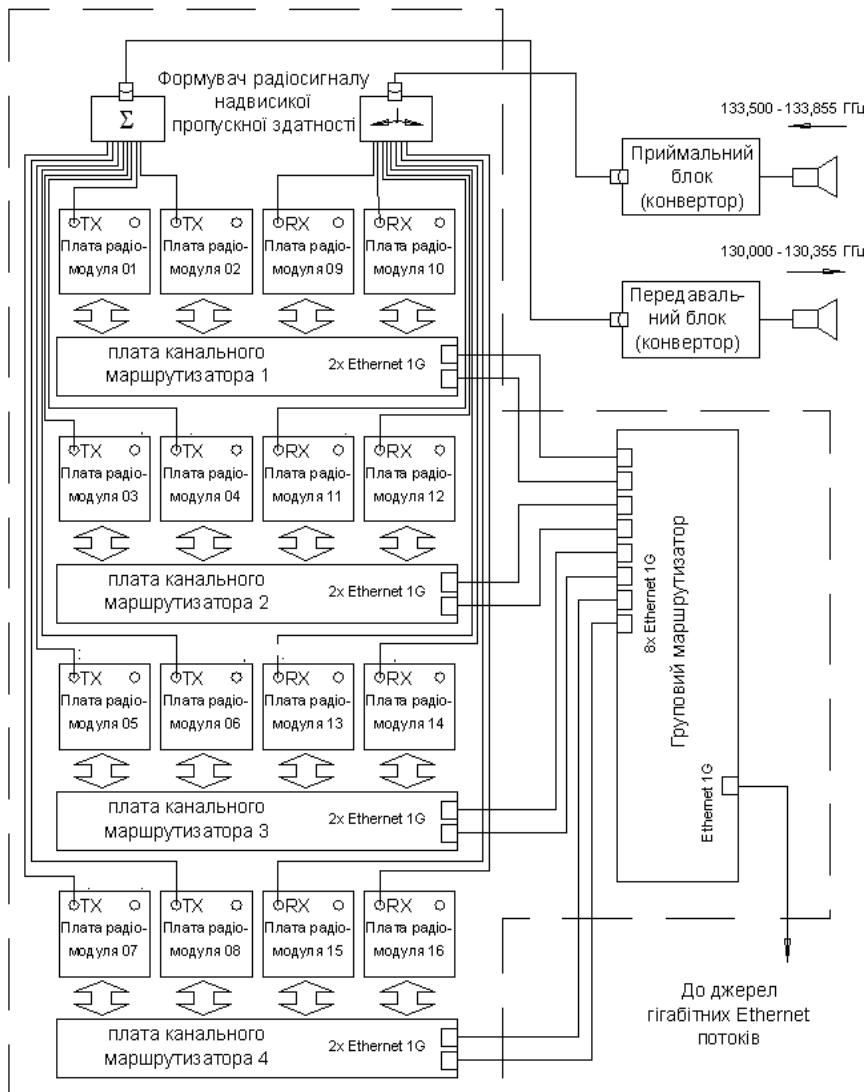 Формувач радіосигналу
надвисикої
пропускної здатності
Σ
133,500 - 133,855 ГГц
Приймальний
блок
(конвертор)
130,000 - 130,355 ГГц
Передаваль-
ний блок
(конвертор)
TX
Плата радіо-
модуля 01
TX
Плата радіо-
модуля 02
RX
Плата радіо-
модуля 09
RX
Плата радіо-
модуля 10
плата канального
маршрутизатора 1
2x Ethernet 1G
TX
Плата радіо-
модуля 03
TX
Плата радіо-
модуля 04
RX
Плата радіо-
модуля 11
RX
Плата радіо-
модуля 12
плата канального
маршрутизатора 2
2x Ethernet 1G
TX
Плата радіо-
модуля 05
TX
Плата радіо-
модуля 06
RX
Плата радіо-
модуля 13
RX
Плата радіо-
модуля 14
плата канального
маршрутизатора 3
2x Ethernet 1G
TX
Плата радіо-
модуля 07
TX
Плата радіо-
модуля 08
RX
Плата радіо-
модуля 15
RX
Плата радіо-
модуля 16
плата канального
маршрутизатора 4
2x Ethernet 1G
8x Ethernet 1G
Груповий маршрутизатор
Ethernet 1G
До джерел
гігабітних Ethernet
потоків